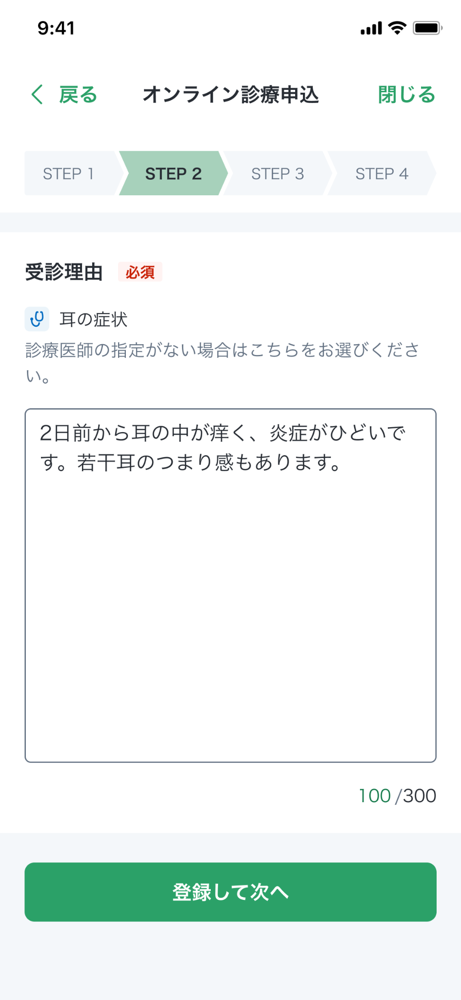 9:41
戻る オンライン診療申込 閉じる
STEP 1 STEP 2 STEP 3 STEP 4
受診理由 必須
耳の症状
診療医師の指定がない場合はこちらをお選びくださ
い。
2日前から耳の中が痒く、炎症がひどいで
す。若干耳のつまり感もあります。
100 /300
登録して次へ